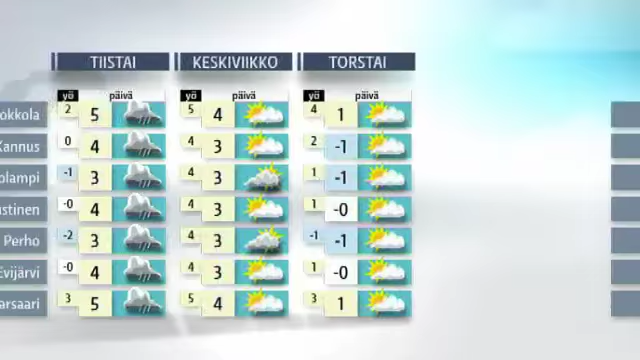 TIISTAI KESKIVIIKKO TORSTAI
yö päivä yö päivä yö päivä
okkola 2 5 5 4 4 1
Kannus 0 4 4 3 2 -1
olampi -1 3 4 3 1 -1
ustinen -0 4 4 3 1 -0
Perho -2 3 4 3 -1 -1
Evijärvi -0 4 4 3 1 -0
arsaari 3 5 5 4 3 1